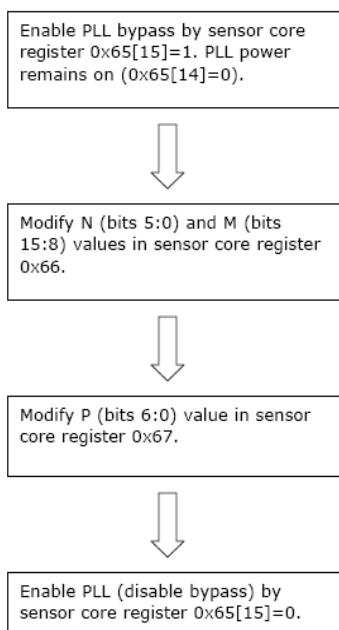 Enable PLL bypass by sensor core
register 0x65[15]=1. PLL power
remains on (0x65[14]=0).
Modify N (bits 5:0) and M (bits
15:8) values in sensor core register
0x66.
Modify P (bits 6:0) value in sensor
core register 0x67.
Enable PLL (disable bypass) by
sensor core register 0x65[15]=0.